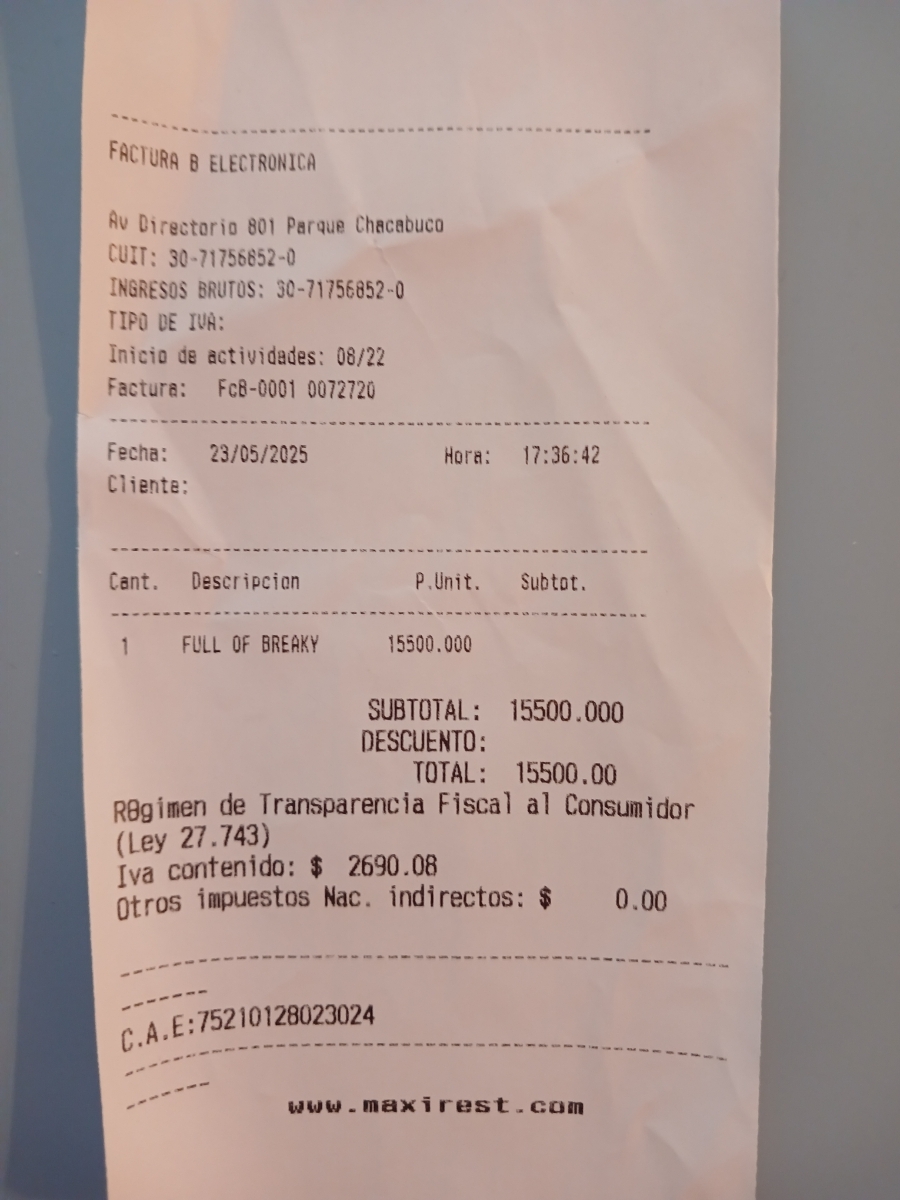 FACTURA B ELECTRONICA
Av Directorio 801 Parque Chacabuco
CUIT: 30-71756852-0
INGRESOS BRUTOS: 30-71756852-0
TIPO DE IVA:
Inicio de actividades: 08/22
Factura: FcB-0001 0072720
Fecha: 23/05/2025 Hora: 17:36:42
Cliente:
Cant. Descripcion P.Unit. Subtot.
1 FULL OF BREAKY 15500.000
SUBTOTAL: 15500.000
DESCUENTO:
TOTAL: 15500.00
RΘgimen de Transparencia Fiscal al Consumidor
(Ley 27.743)
Iva contenido: $ 2690.08
Otros impuestos Nac. indirectos: $ 0.00
C.A.E:75210128023024
www.maxirest.com